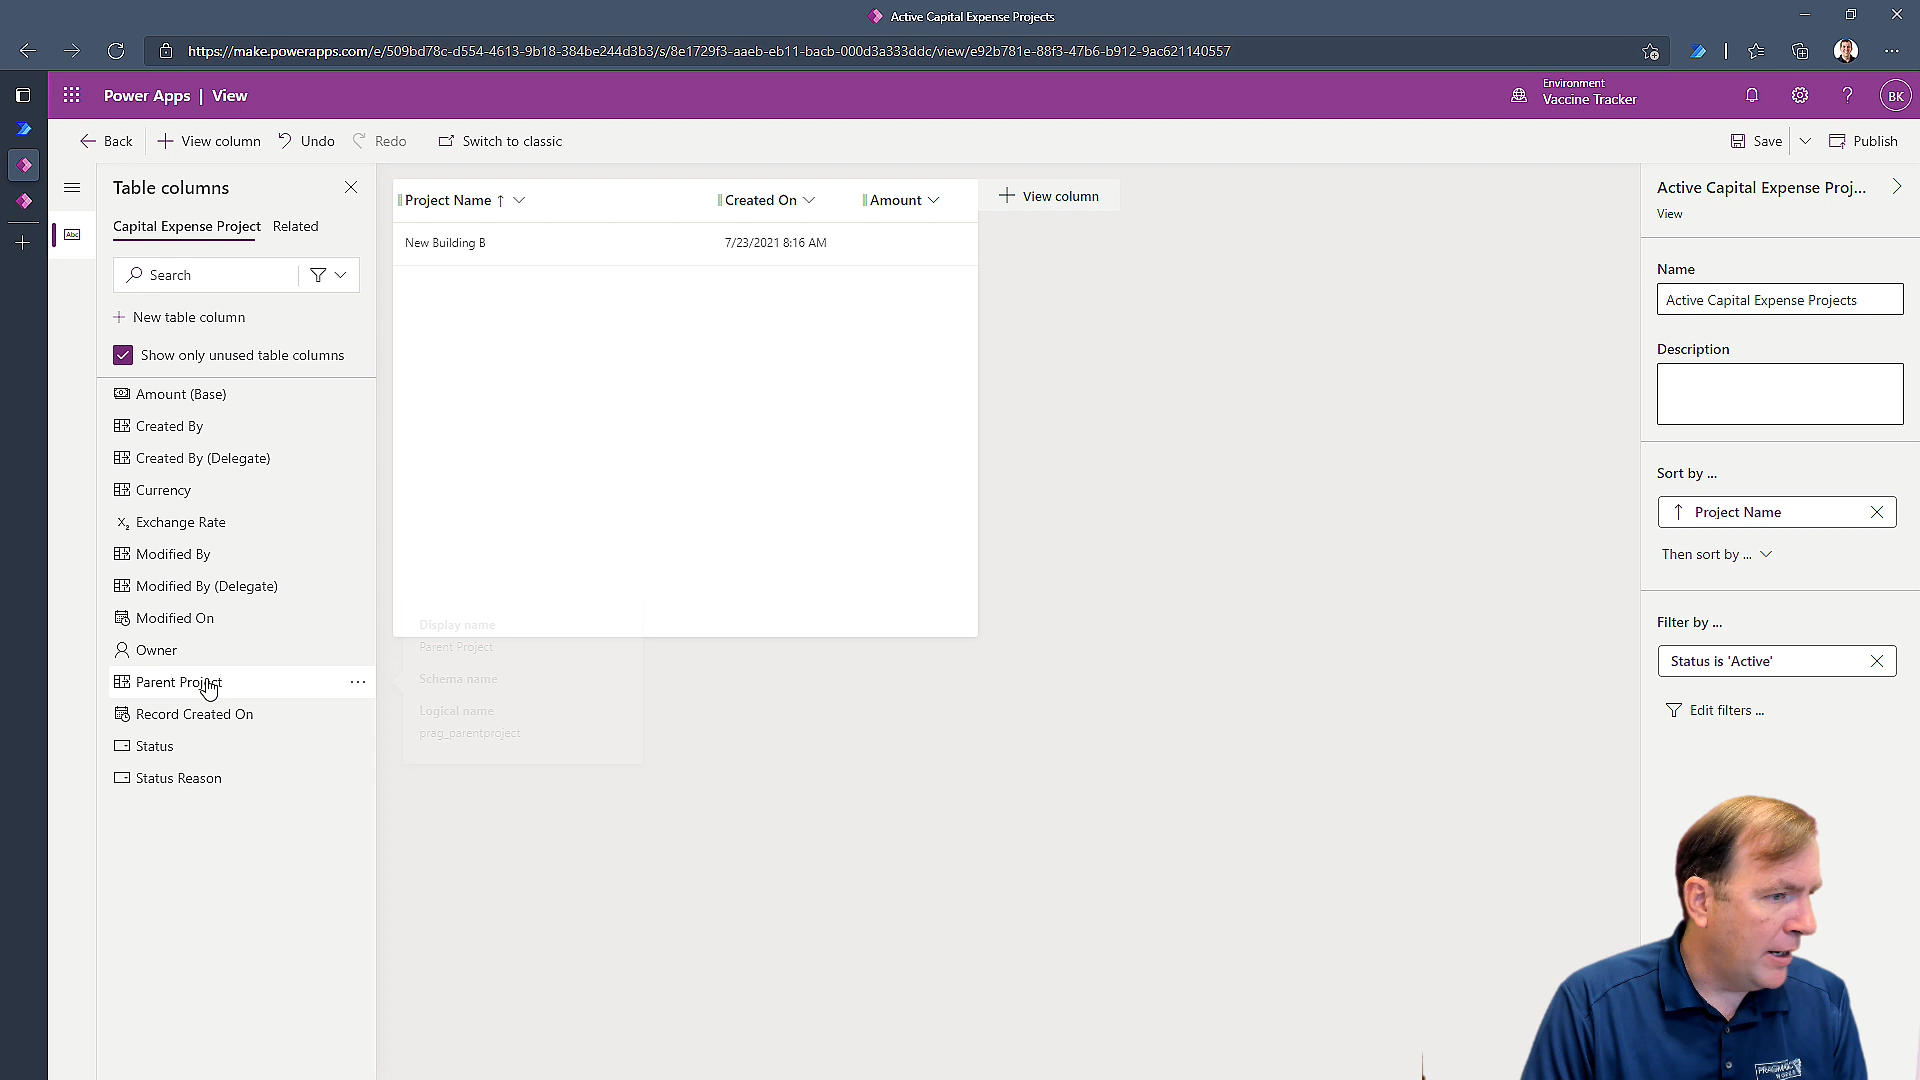 Active Capital Expense Projects
https://make.powerapps.com/e/509bd78c-d554-4613-9b18-384be244d3b3/s/8e1729f3-aaeb-eb11-bacb-000d3a333ddc/view/e92b781e-88f3-47b6-b912-9ac621140557
Power Apps | View
Environment
Vaccine Tracker
BK
Back
View column
Undo
Redo
Switch to classic
Save
Publish
Table columns
Capital Expense Project
Related
Search
New table column
Show only unused table columns
Amount (Base)
Created By
Created By (Delegate)
Currency
Exchange Rate
Modified By
Modified By (Delegate)
Modified On
Owner
Parent Project
Record Created On
Status
Status Reason
Abc
Project Name
Created On
Amount
View column
New Building B
7/23/2021 8:16 AM
Display name
Parent Project
Schema name
Logical name
prag_parentproject
Active Capital Expense Proj...
View
Name
Active Capital Expense Projects
Description
Sort by ...
Project Name
Then sort by ...
Filter by ...
Status is 'Active'
Edit filters ...
PRAGMATIC
WORKS